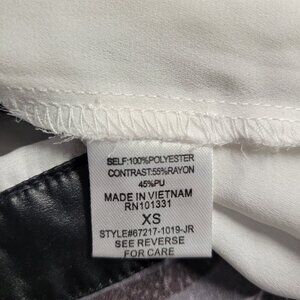 SELF:100%POLYESTER
CONTRAST:55%RAYON
45%PU
MADE IN VIETNAM
RN101331
XS
STYLE#67217-1019-JR
SEE REVERSE
FOR CARE